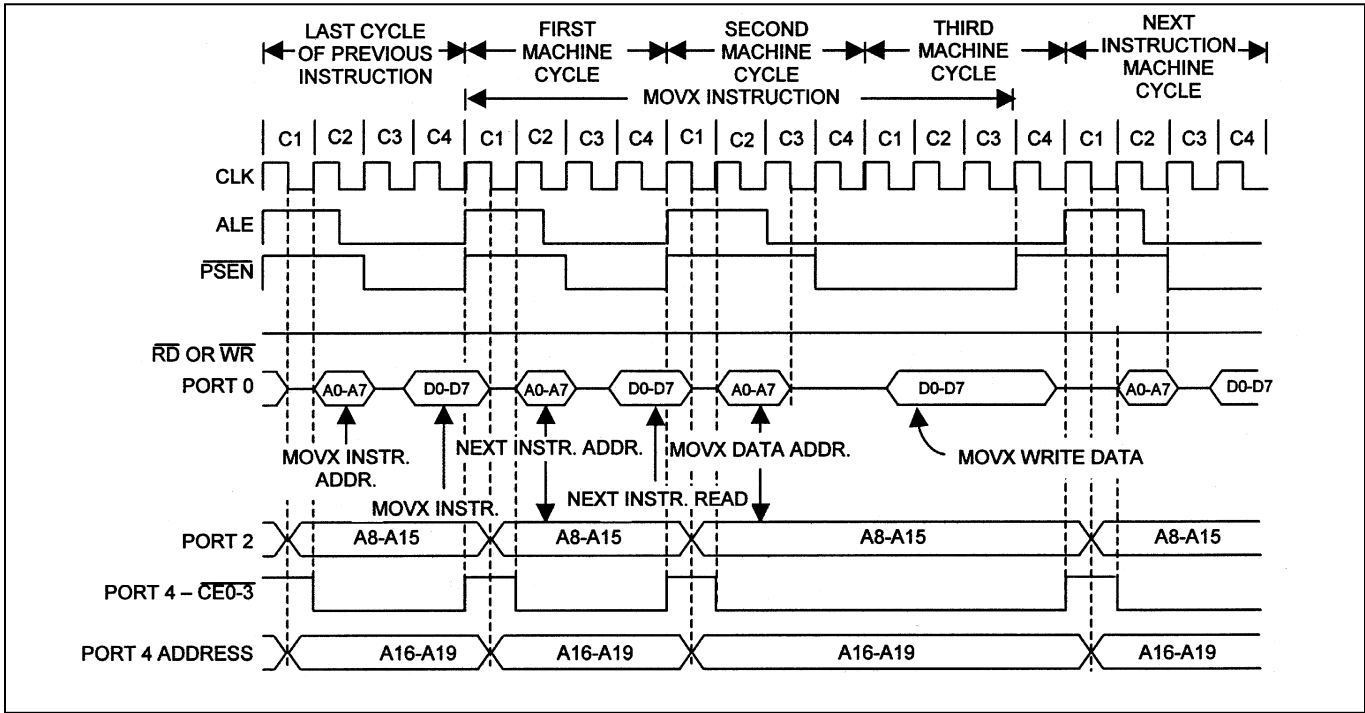 LAST CYCLE OF PREVIOUS INSTRUCTION
FIRST MACHINE CYCLE
SECOND MACHINE CYCLE
THIRD MACHINE CYCLE
NEXT INSTRUCTION MACHINE CYCLE
MOVX INSTRUCTION
C1 C2 C3 C4 C1 C2 C3 C4 C1 C2 C3 C4 C1 C2 C3 C4 C1 C2 C3 C4
CLK
ALE
PSEN
RD OR WR
PORT 0 A0-A7 D0-D7 A0-A7 D0-D7 A0-A7 D0-D7 A0-A7 D0-D7
MOVX INSTR. ADDR.
MOVX INSTR.
NEXT INSTR. ADDR.
NEXT INSTR. READ
MOVX DATA ADDR.
MOVX WRITE DATA
PORT 2 A8-A15 A8-A15 A8-A15 A8-A15
PORT 4 – CE0-3
PORT 4 ADDRESS A16-A19 A16-A19 A16-A19 A16-A19